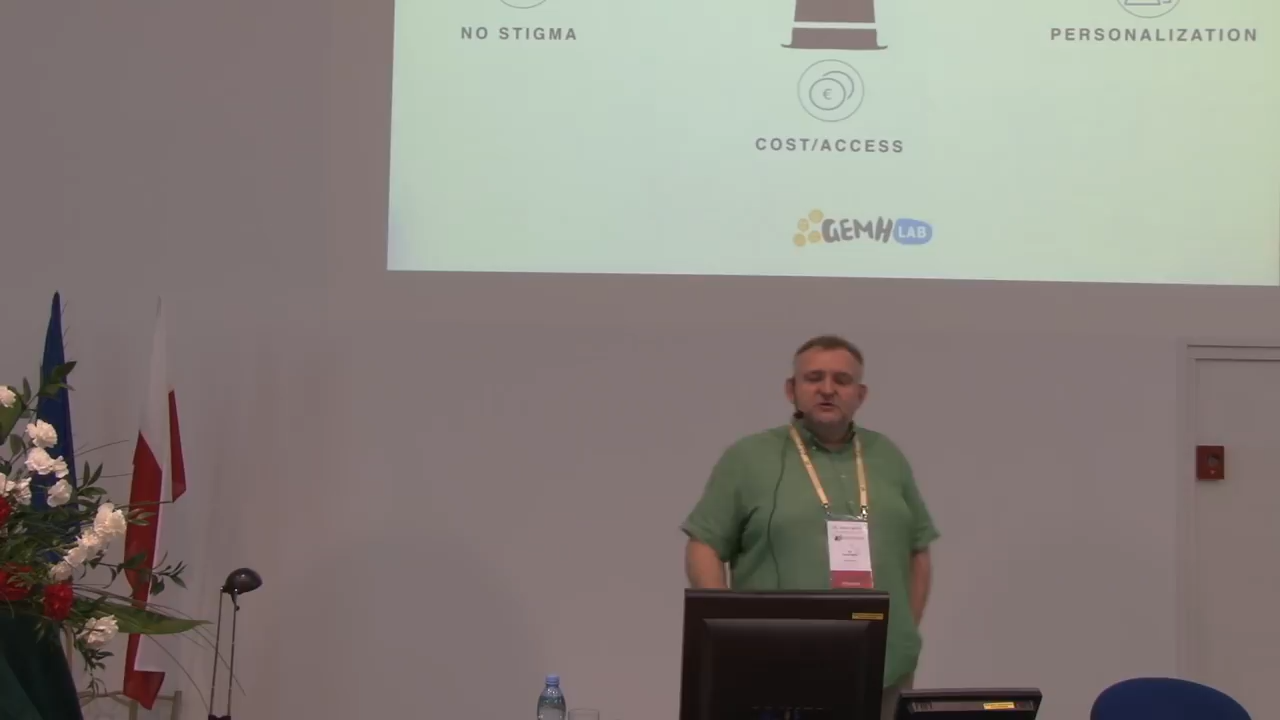 NO STIGMA
PERSONALIZATION
€
COST/ACCESS
GEMH LAB